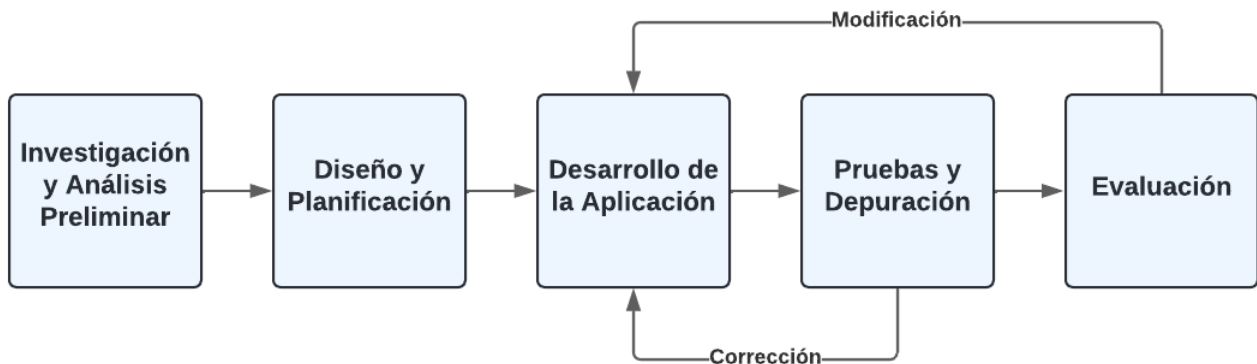 Modificación
Investigación
y Análisis
Preliminar
Diseño y
Planificación
Desarrollo de
la Aplicación
Pruebas y
Depuración
Evaluación
Corrección